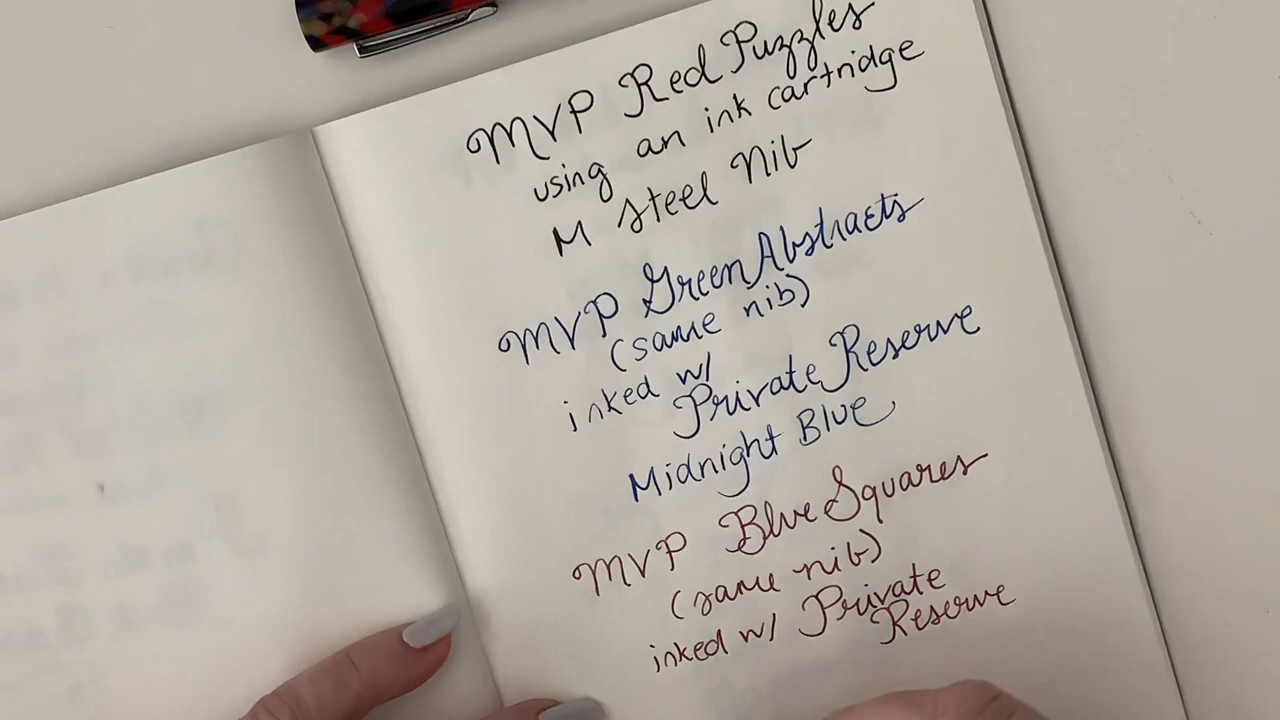 MVP Red Puzzles
using an ink cartridge
M Steel Nib
MVP Green Abstracts
(same nib)
inked w/
Private Reserve
Midnight Blue
MVP Blue Squares
(same nib)
inked w/ Private
Reserve